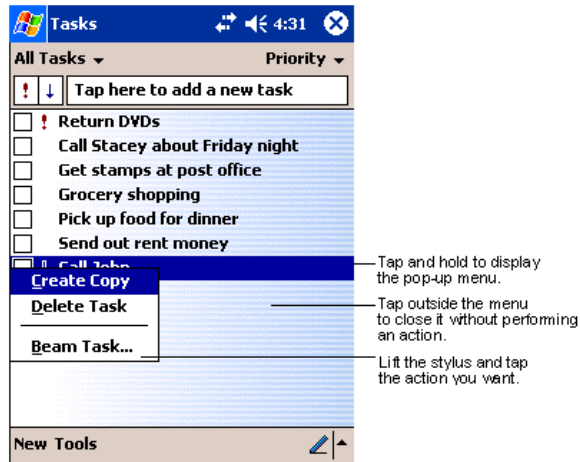 Tasks 4:31
All Tasks Priority
! ↓ Tap here to add a new task
! Return DVDs
Call Stacey about Friday night
Get stamps at post office
Grocery shopping
Pick up food for dinner
Send out rent money
Call John
Create Copy
Delete Task
Beam Task...
New Tools
Tap and hold to display
the pop-up menu.
Tap outside the menu
to close it without performing
an action.
Lift the stylus and tap
the action you want.